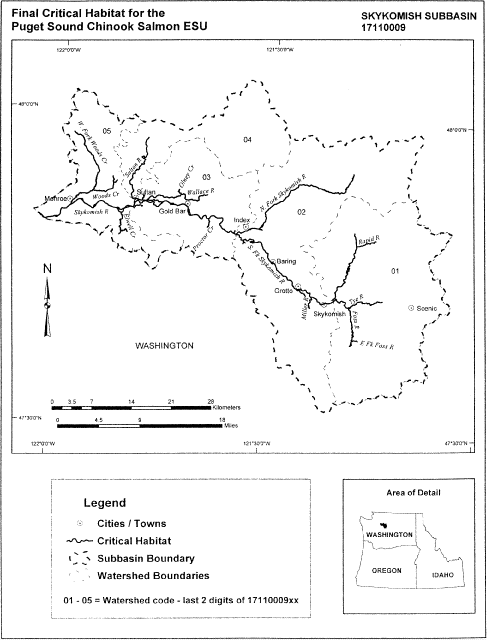 Final Critical Habitat for the
Puget Sound Chinook Salmon ESU
SKYKOMISH SUBBASIN
17110009
122°0'0"W
121°30'0"W
48°0'0"N
48°0'0"N
05
W. Fork Woods Cr
04
Sultan R
03
Olney Cr
Wallace R
N. Fork Skykomish R
Monroe
Woods Cr
Sultan
02
Skykomish R
Gold Bar
Index
Elwell Cr
Proctor Cr
S. Fk Skykomish R
Rapid R
Baring
01
N
Grotto
Miller R
Tye R
Scenic
Skykomish
Foss R
WASHINGTON
E Fk Foss R
0 3.5 7 14 21 28
Kilometers
0 4.5 9 18
Miles
47°30'0"N
47°30'0"N
122°0'0"W
121°30'0"W
Legend
Cities / Towns
Critical Habitat
Subbasin Boundary
Watershed Boundaries
01 - 05 = Watershed code - last 2 digits of 17110009xx
Area of Detail
WASHINGTON
OREGON
IDAHO